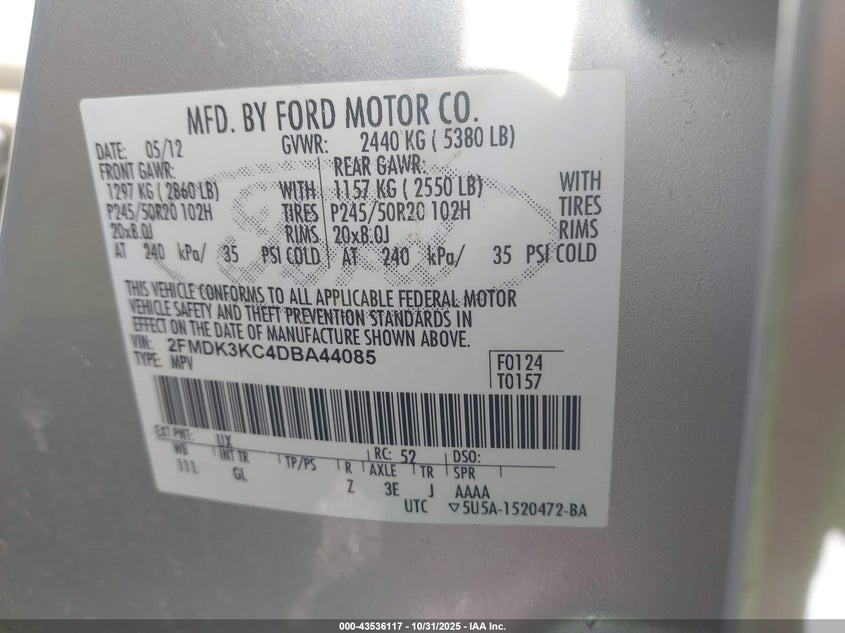 MFD. BY FORD MOTOR CO.
DATE: 05/12 GVWR: 2440 KG ( 5380 LB)
FRONT GAWR: REAR GAWR:
1297 KG ( 2860 LB) WITH 1157 KG ( 2550 LB) WITH
P245/50R20 102H TIRES P245/50R20 102H TIRES
20x8.0J RIMS 20x8.0J RIMS
AT 240 kPa/ 35 PSI COLD AT 240 kPa/ 35 PSI COLD
THIS VEHICLE CONFORMS TO ALL APPLICABLE FEDERAL MOTOR
VEHICLE SAFETY AND THEFT PREVENTION STANDARDS IN
EFFECT ON THE DATE OF MANUFACTURE SHOWN ABOVE.
VIN: 2FMDK3KC4DBA44085 F0124
TYPE: MPV T0157
EXT PNT: UX RC: 52 DSO:
WB INT TR TP/PS R AXLE TR SPR
111 GL Z 3E J AAAA
UTC ▽5U5A-1520472-BA
000-43536117 - 10/31/2025 - IAA Inc.